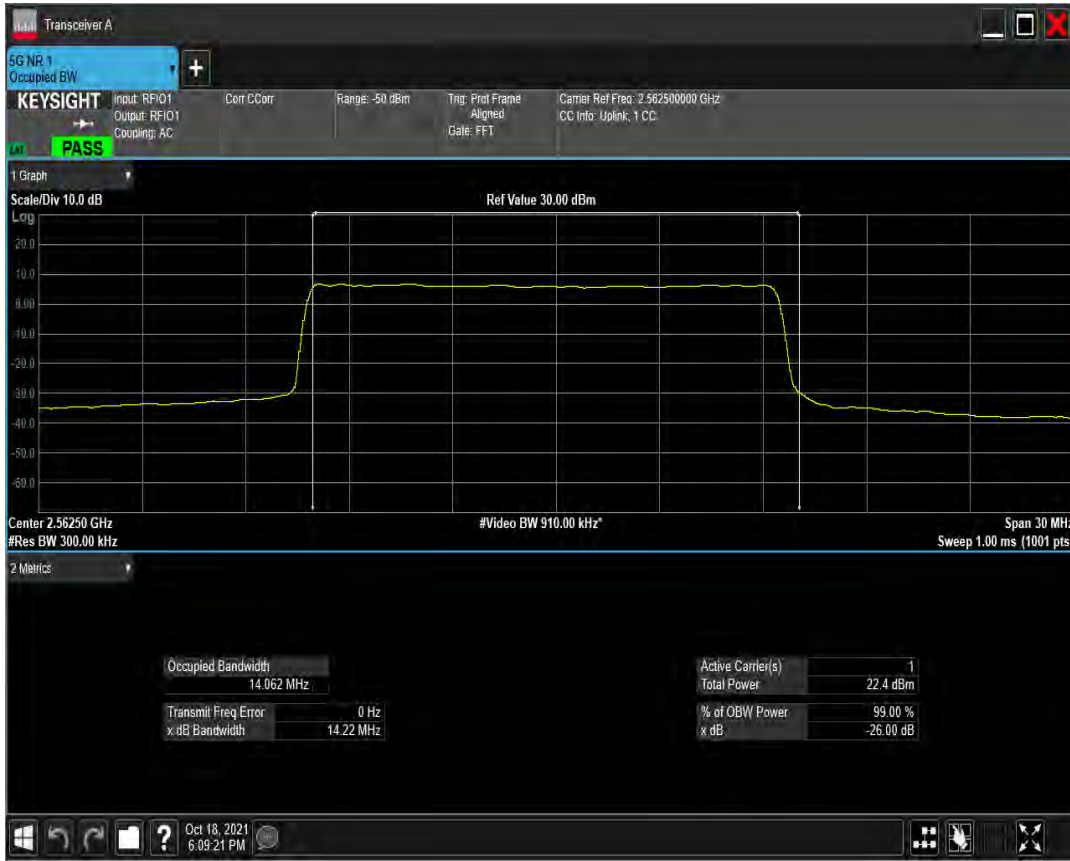 Transceiver A
5G NR 1
Occupied BW
+
KEYSIGHT
PASS
Input: RFIO1
Output: RFIO1
Coupling: AC
Corr CCorr
Range: -50 dBm
Trig: Prot Frame
Aligned
Gate: FFT
Carrier Ref Freq: 2.562500000 GHz
CC Info: Uplink, 1 CC
1 Graph
Scale/Div 10.0 dB
Ref Value 30.00 dBm
Log
20.0
10.0
0.00
-10.0
-20.0
-30.0
-40.0
-50.0
-60.0
Center 2.56250 GHz
#Video BW 910.00 kHz*
Span 30 MHz
#Res BW 300.00 kHz
Sweep 1.00 ms (1001 pts
2 Metrics
Occupied Bandwidth
14.062 MHz
Transmit Freq Error 0 Hz
x dB Bandwidth 14.22 MHz
Active Carrier(s) 1
Total Power 22.4 dBm
% of OBW Power 99.00 %
x dB -26.00 dB
?
Oct 18, 2021
6:09:21 PM